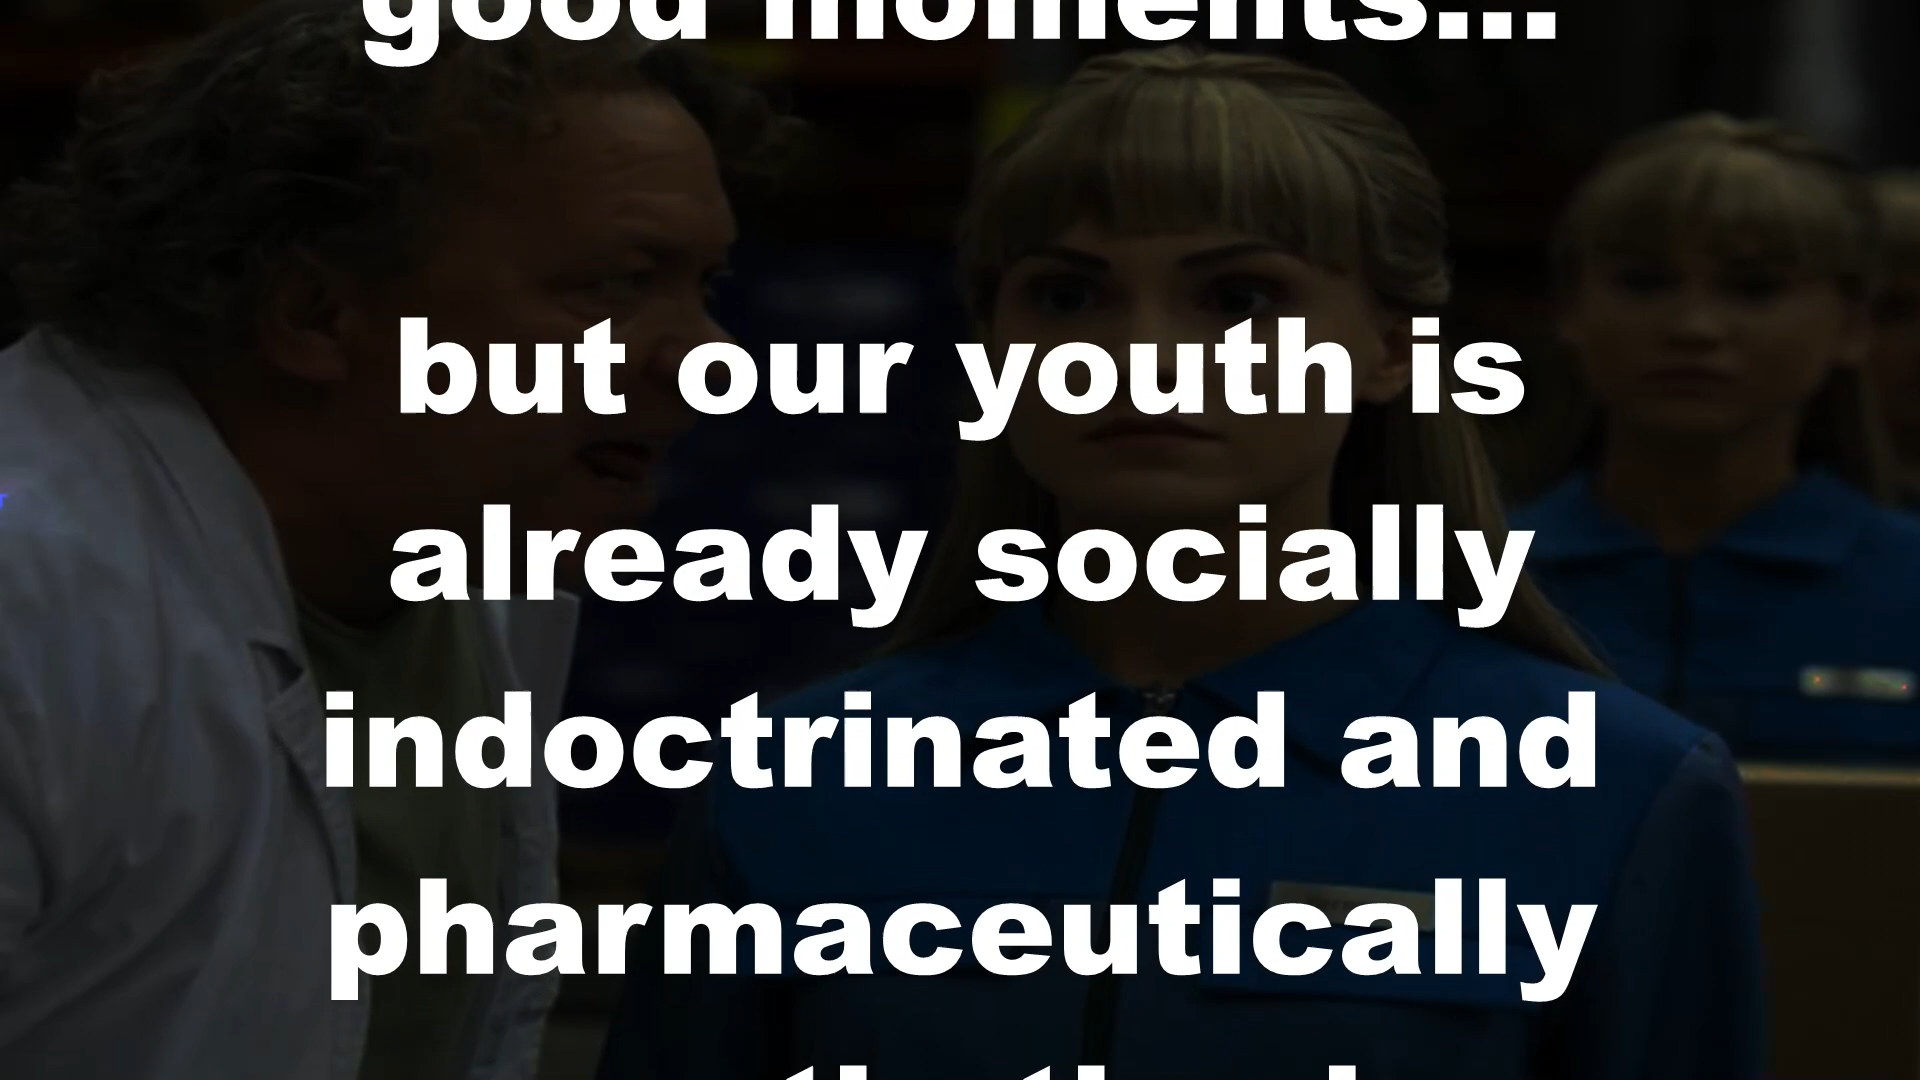 good moments...
but our youth is
already socially
indoctrinated and
pharmaceutically